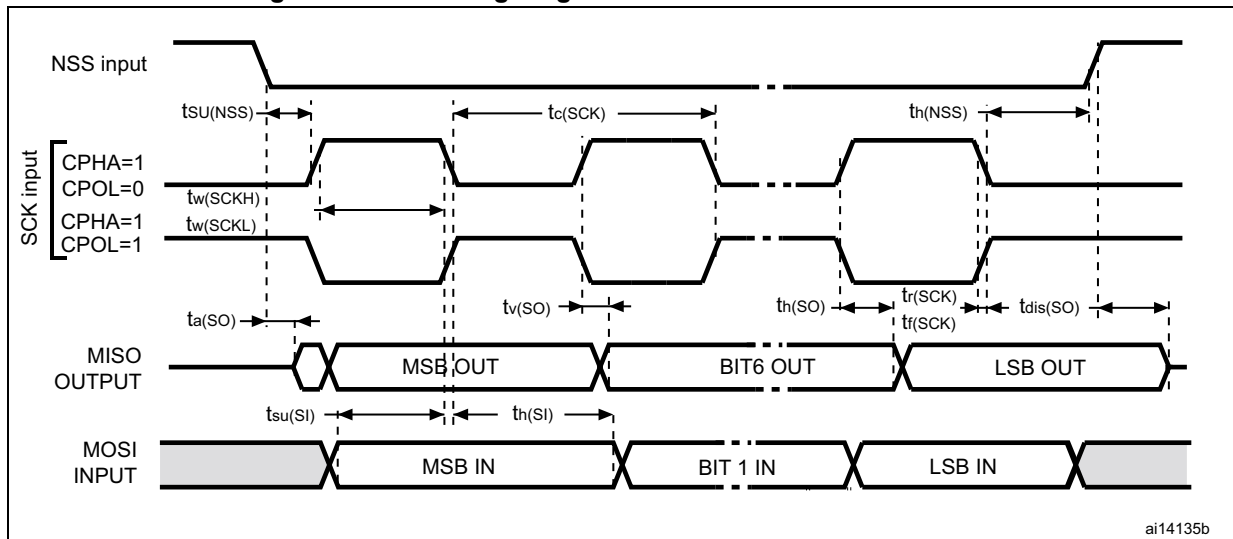 NSS input
tSU(NSS)
tc(SCK)
th(NSS)
SCK input
CPHA=1
CPOL=0
tw(SCKH)
CPHA=1
tw(SCKL)
CPOL=1
ta(SO)
tv(SO)
th(SO)
tr(SCK)
tf(SCK)
tdis(SO)
MISO
OUTPUT
MSB OUT
BIT6 OUT
LSB OUT
tsu(SI)
th(SI)
MOSI
INPUT
MSB IN
BIT 1 IN
LSB IN
ai14135b